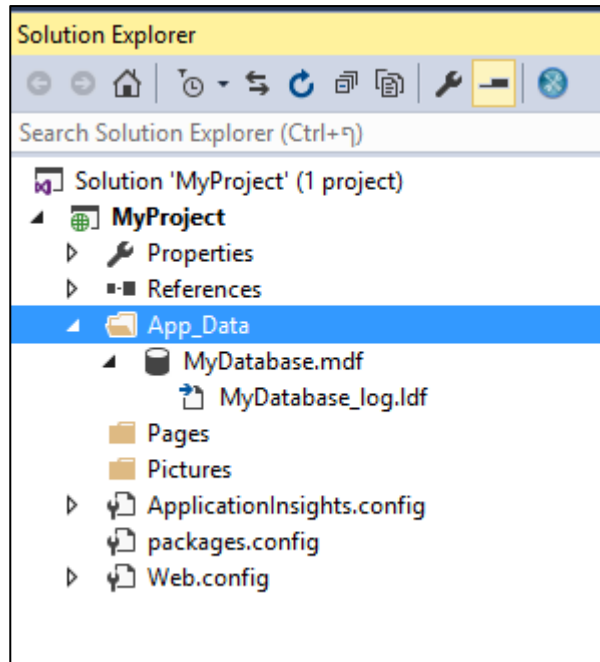 Solution Explorer
Search Solution Explorer (Ctrl+ף)
Solution 'MyProject' (1 project)
MyProject
Properties
References
App_Data
MyDatabase.mdf
MyDatabase_log.ldf
Pages
Pictures
ApplicationInsights.config
packages.config
Web.config